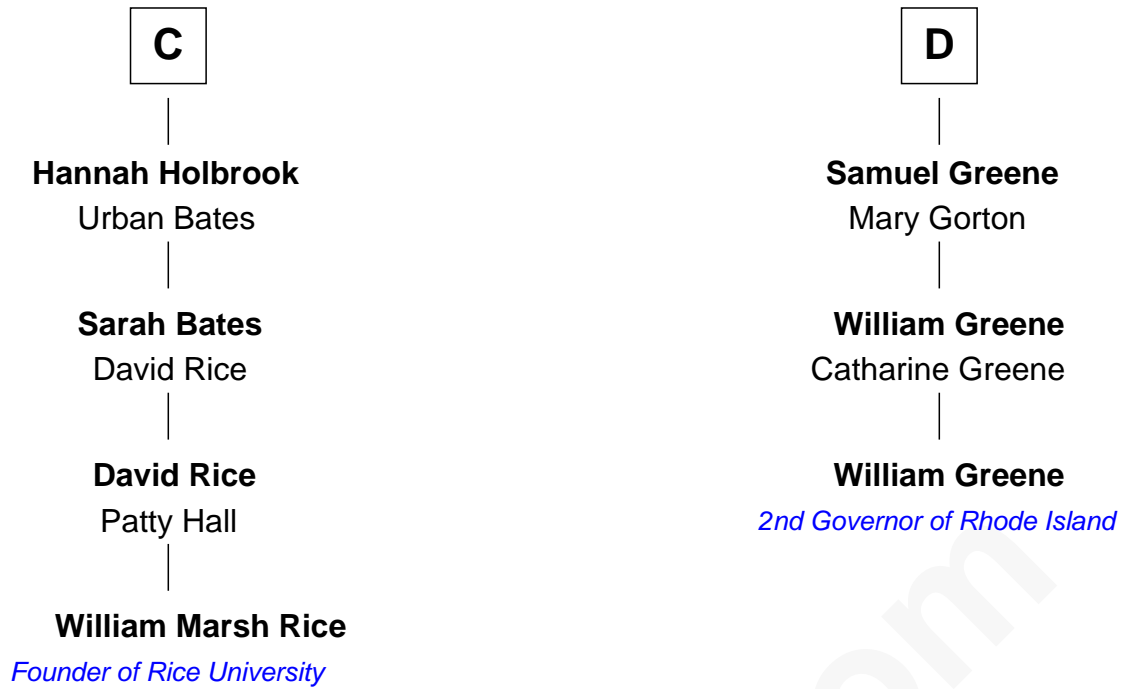 C
Hannah Holbrook
Urban Bates
Sarah Bates
David Rice
David Rice
Patty Hall
William Marsh Rice
Founder of Rice University
D
Samuel Greene
Mary Gorton
William Greene
Catharine Greene
William Greene
2nd Governor of Rhode Island
om